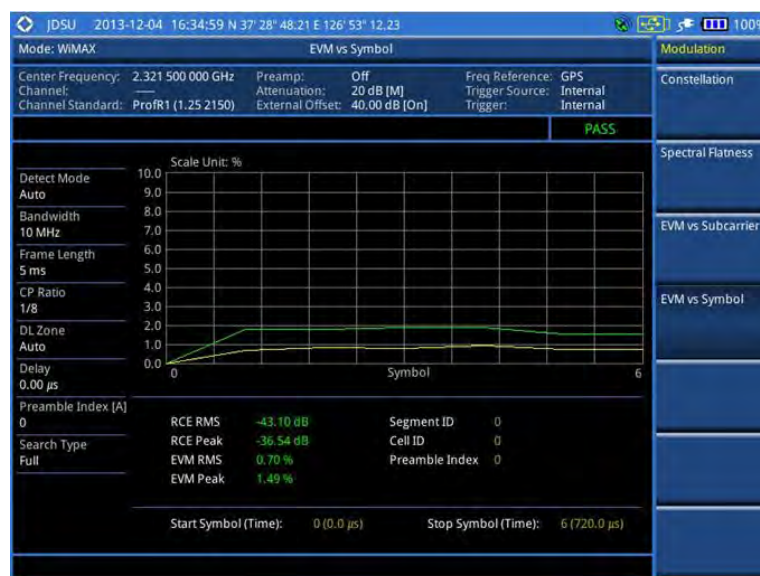 JDSU 2013-12-04 16:34:59 N 37' 28" 48.21 E 126' 53" 12.23 100%
Mode: WiMAX EVM vs Symbol Modulation
Center Frequency: 2.321 500 000 GHz Preamp: Off Freq Reference: GPS
Channel: ---- Attenuation: 20 dB [M] Trigger Source: Internal
Channel Standard: ProfR1 (1.25 2150) External Offset: 40.00 dB [On] Trigger: Internal
Constellation
PASS
Spectral Flatness
Scale Unit: %
Detect Mode
Auto
Bandwidth
10 MHz
Frame Length
5 ms
CP Ratio
1/8
DL Zone
Auto
Delay
0.00 μs
Preamble Index [A]
0
Search Type
Full
10.0
9.0
8.0
7.0
6.0
5.0
4.0
3.0
2.0
1.0
0.0
0 Symbol 6
EVM vs Subcarrier
EVM vs Symbol
RCE RMS -43.10 dB Segment ID 0
RCE Peak -36.54 dB Cell ID 0
EVM RMS 0.70 % Preamble Index 0
EVM Peak 1.49 %
Start Symbol (Time): 0 (0.0 μs) Stop Symbol (Time): 6 (720.0 μs)